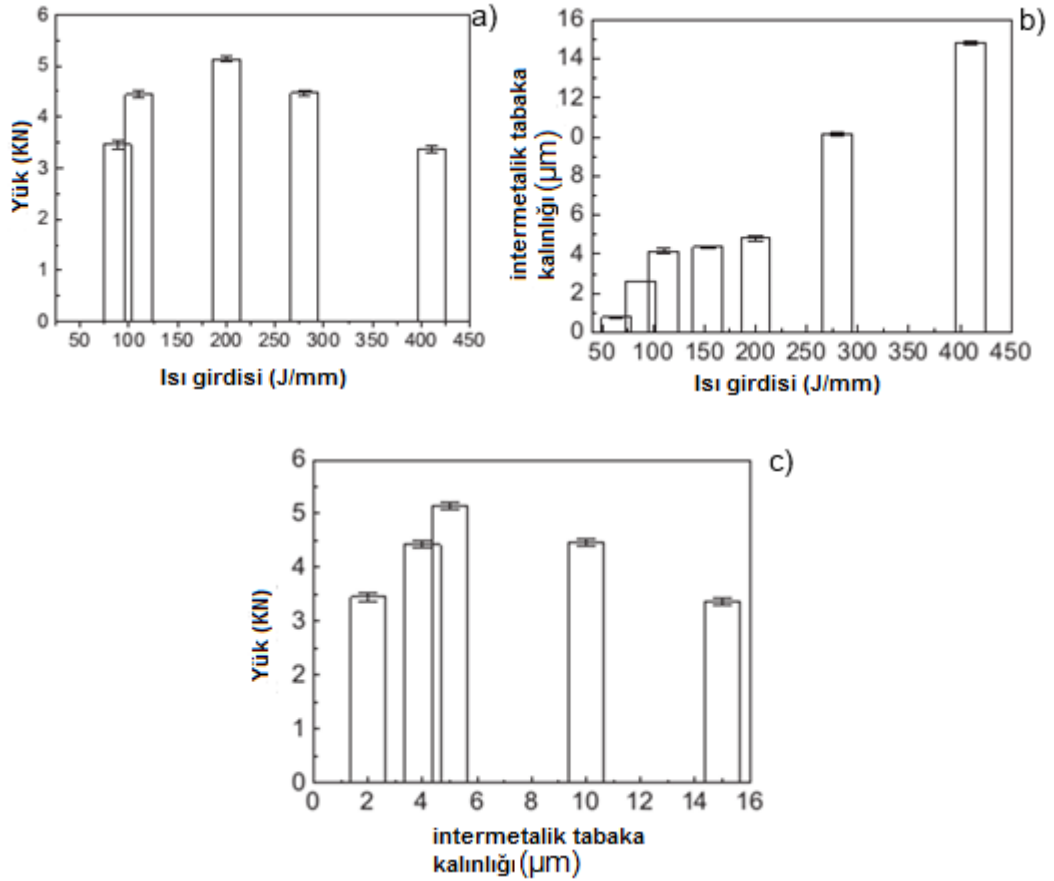 a)
6
5
4
3
2
1
0
Yük (KN)
50 100 150 200 250 300 350 400 450
Isı girdisi (J/mm)
b)
16
14
12
0
8
6
4
2
0
intermetalik tabaka
kalınlığı (μm)
50 100 150 200 250 300 350 400 450
Isı girdisi (J/mm)
c)
6
5
4
3
2
1
0
Yük (KN)
0 2 4 6 8 10 12 14 16
intermetalik tabaka
kalınlığı (μm)